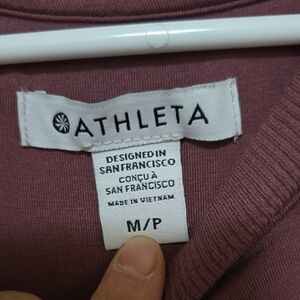 ATHLETA
DESIGNED IN
SAN FRANCISCO
CONÇU À
SAN FRANCISCO
MADE IN VIETNAM
M/P